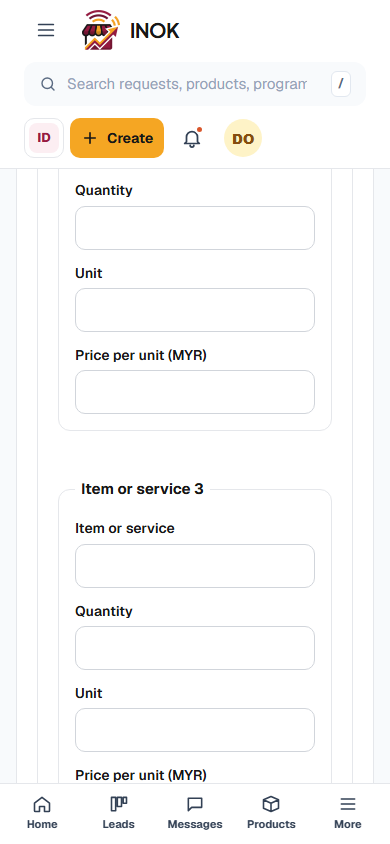 INOK
Search requests, products, program
/
ID
Create
DO
Quantity
Unit
Price per unit (MYR)
Item or service 3
Item or service
Quantity
Unit
Price per unit (MYR)
Home
Leads
Messages
Products
More